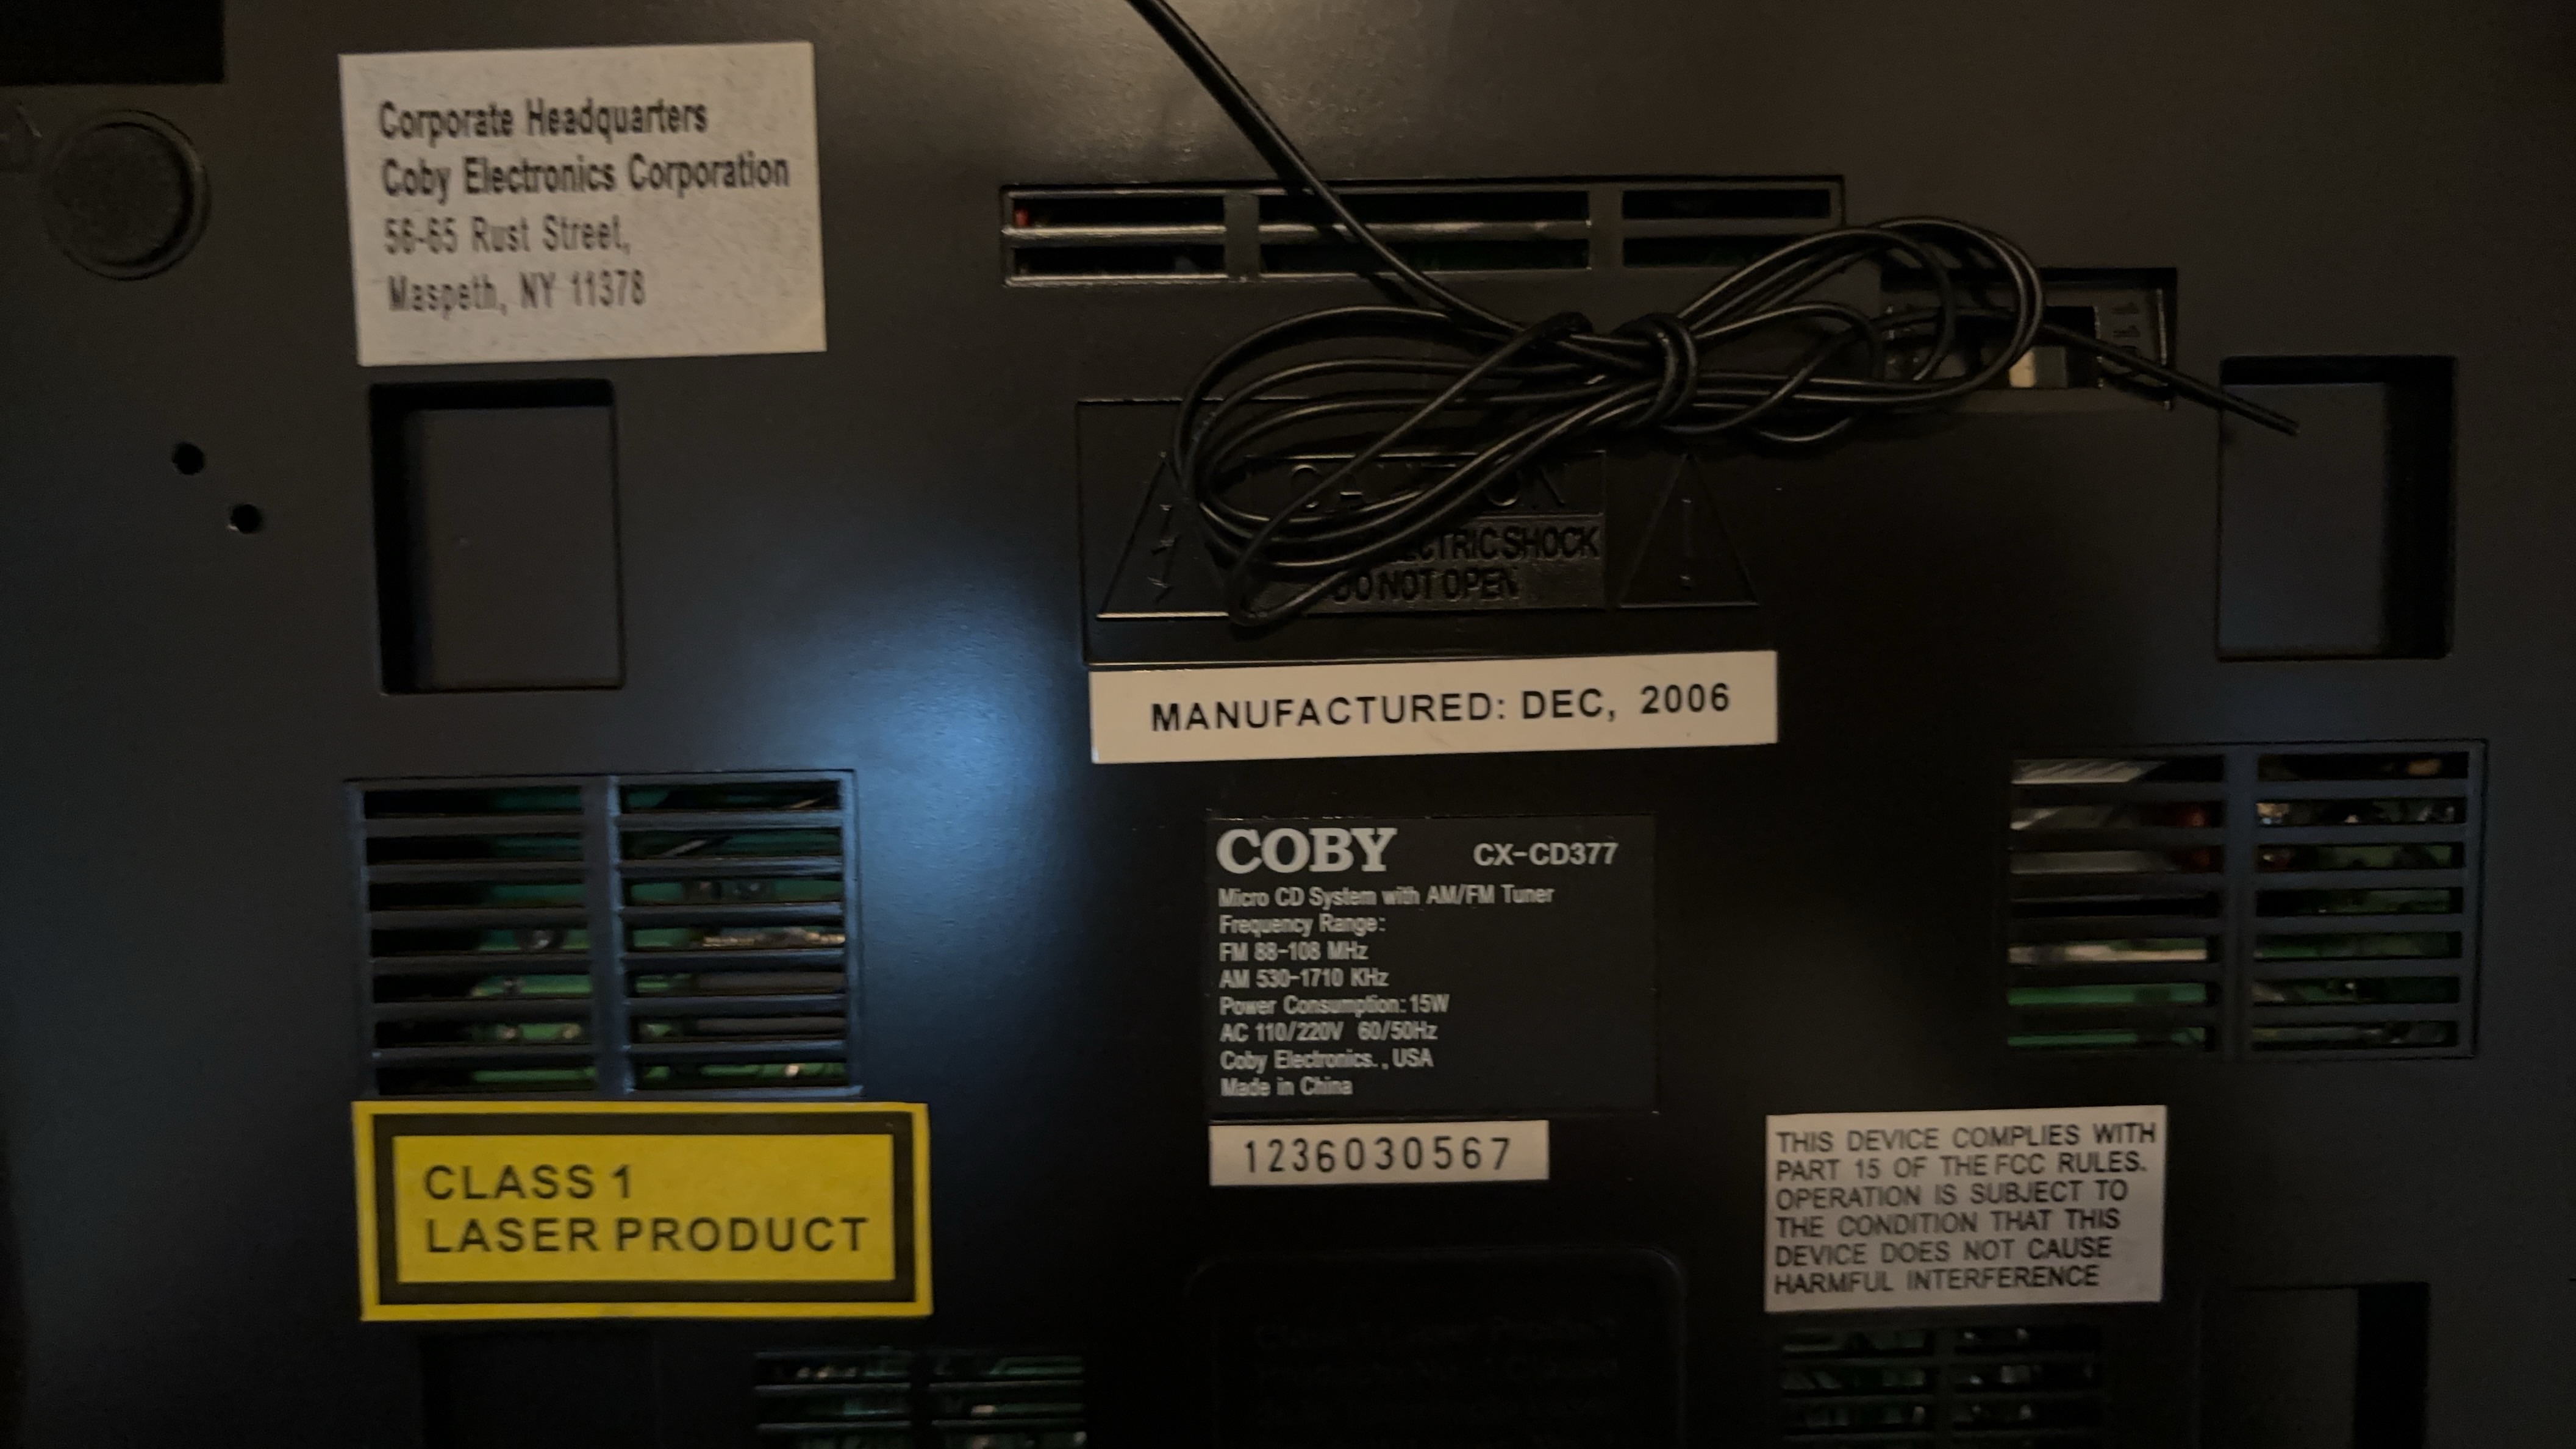 Corporate Headquarters
Coby Electronics Corporation
56-65 Rust Street,
Maspeth, NY 11378
SHOCK
DO NOT OPEN
MANUFACTURED: DEC, 2006
COBY CX-CD377
Micro CD System with AM/FM Tuner
Frequency Range:
FM 88-108 MHz
AM 530-1710 KHz
Power Consumption:15W
AC 110/220V 60/50Hz
Coby Electronics., USA
Made in China
1236030567
CLASS 1
LASER PRODUCT
THIS DEVICE COMPLIES WITH
PART 15 OF THE FCC RULES.
OPERATION IS SUBJECT TO
THE CONDITION THAT THIS
DEVICE DOES NOT CAUSE
HARMFUL INTERFERENCE